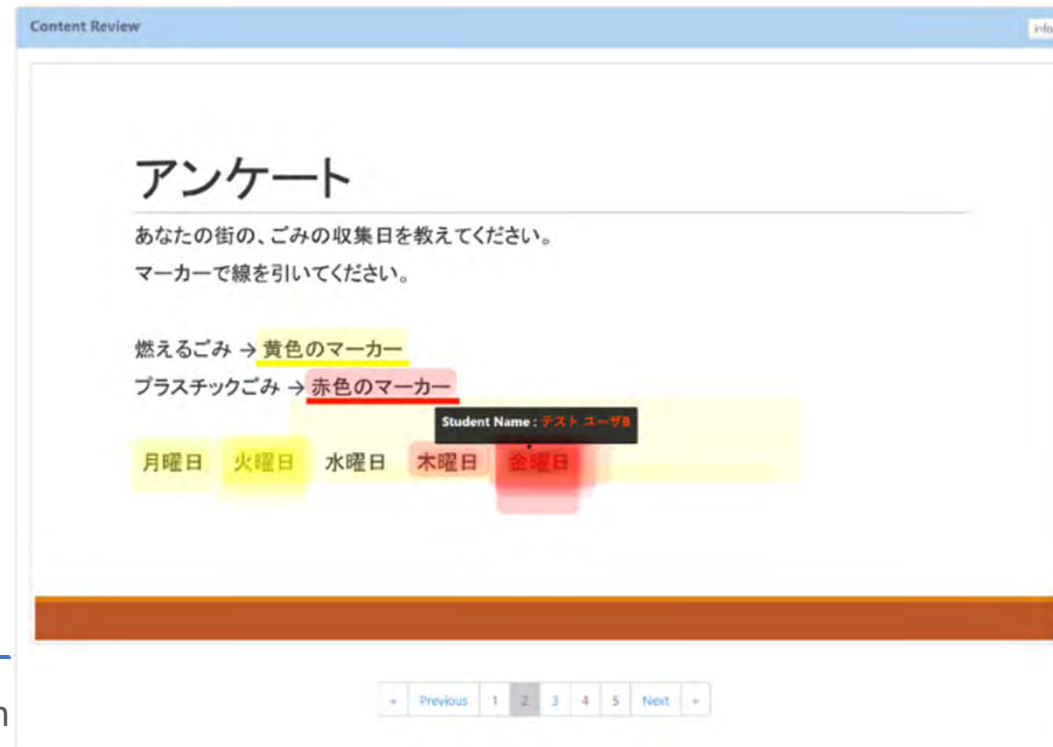 Content Review
info
アンケート
あなたの街の、ごみの収集日を教えてください。
マーカーで線を引いてください。
燃えるごみ → 黄色のマーカー
プラスチックごみ → 赤色のマーカー
Student Name : テスト ユーザB
月曜日 火曜日 水曜日 木曜日 金曜日
« Previous 1 2 3 4 5 Next »